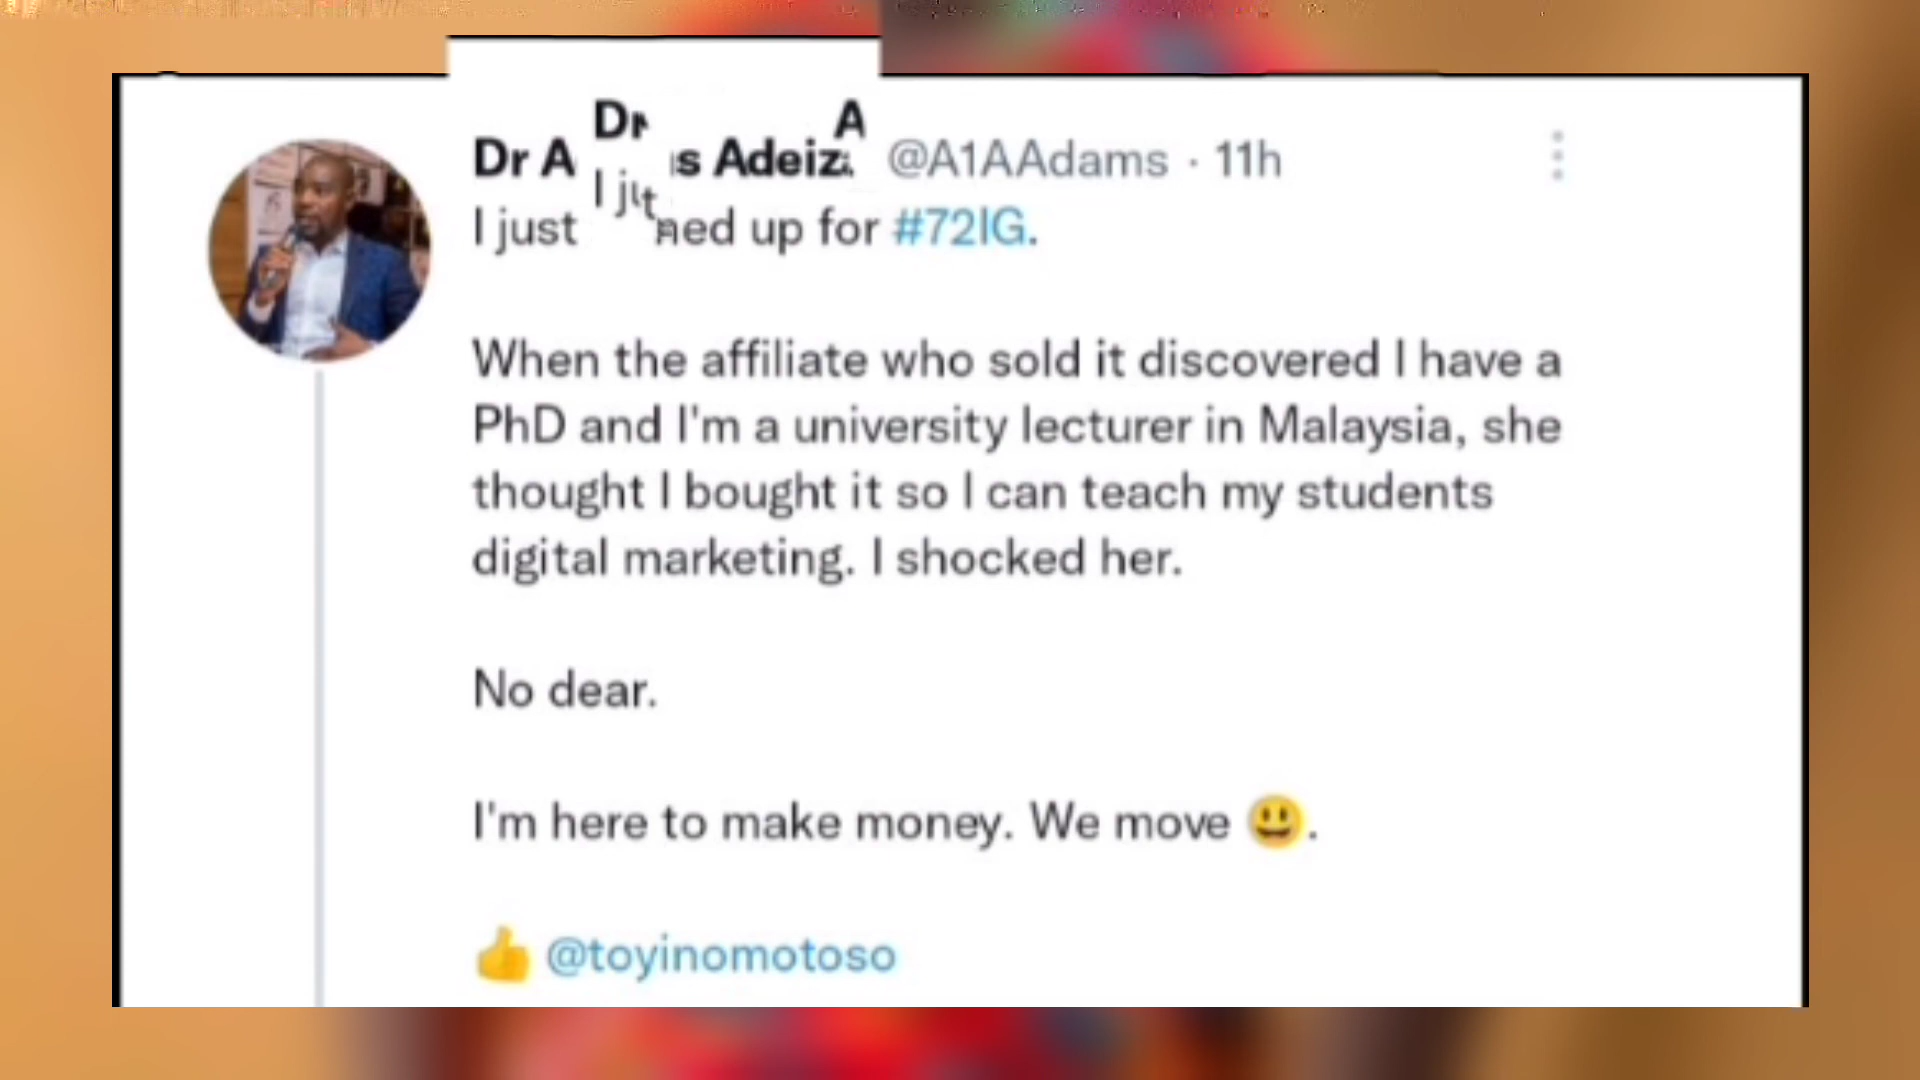 Dr A s Adeiz @A1AAdams · 11h
I just ned up for #72IG.
When the affiliate who sold it discovered I have a
PhD and I'm a university lecturer in Malaysia, she
thought I bought it so I can teach my students
digital marketing. I shocked her.
No dear.
I'm here to make money. We move 😃.
👍 @toyinomotoso